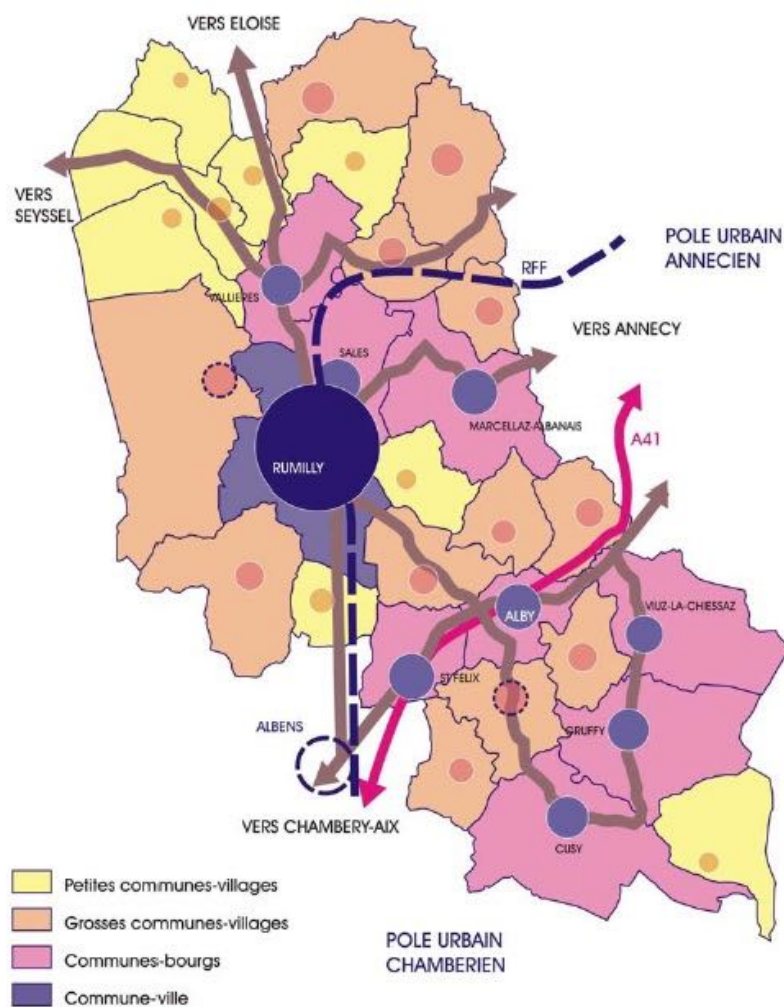 VERS ELOISE
VERS
SEYSSEL
POLE URBAIN
ANNECIEN
RFF
VALLIERES
VERS ANNECY
SALES
MARCELLAZ-ALBANAIS
A41
RUMILLY
ALBY
VIUZ-LA-CHIESSAZ
ST FELIX
ALBENS
GRUFFY
VERS CHAMBERY-AIX
CUSY
Petites communes-villages
Grosses communes-villages
Communes-bourgs
Commune-ville
POLE URBAIN
CHAMBERIEN